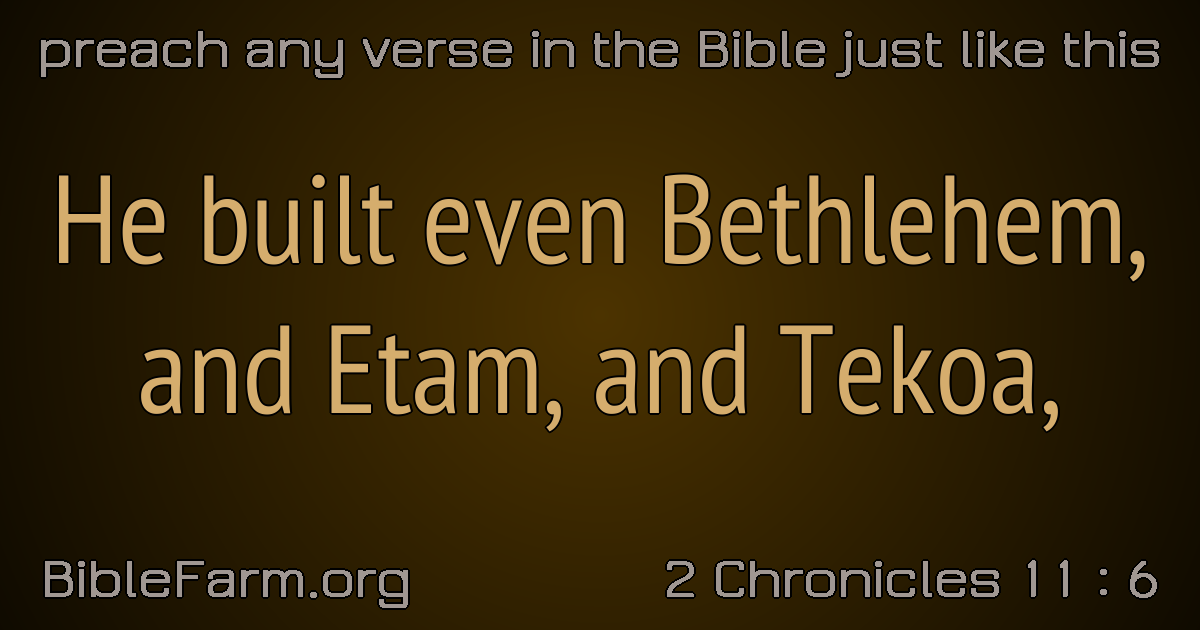 preach any verse in the Bible just like this
He built even Bethlehem,
and Etam, and Tekoa,
BibleFarm.org
2 Chronicles 11 : 6